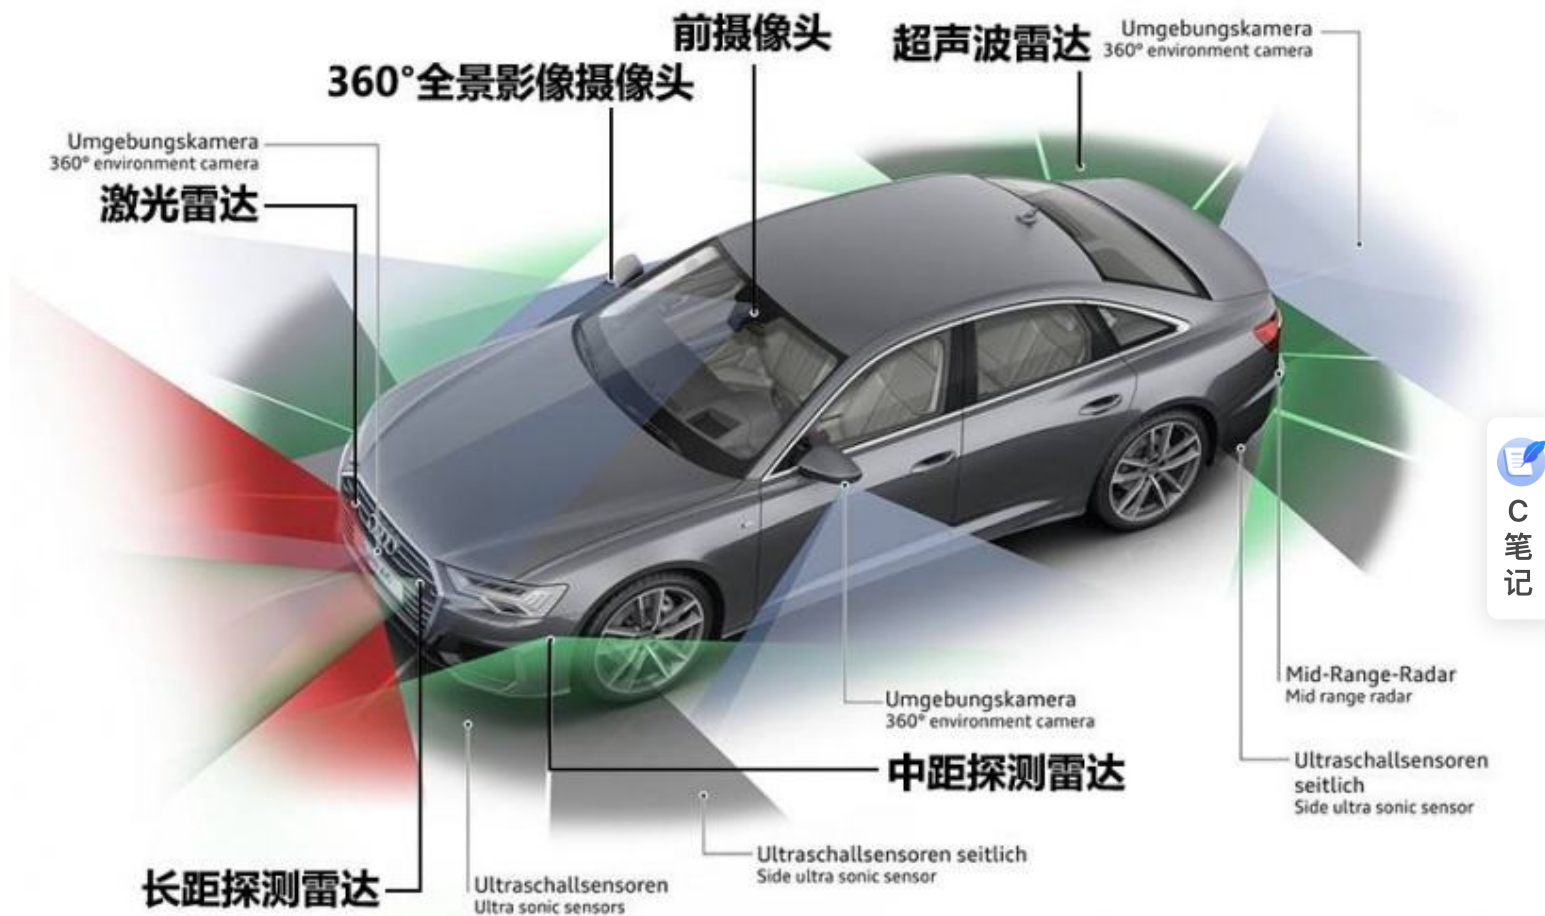 前摄像头
超声波雷达
Umgebungskamera
360° environment camera
360°全景影像摄像头
Umgebungskamera
360° environment camera
激光雷达
C
笔
记
Mid-Range-Radar
Mid range radar
Umgebungskamera
360° environment camera
中距探测雷达
Ultraschallsensoren
seitlich
Side ultra sonic sensor
Ultraschallsensoren seitlich
Side ultra sonic sensor
长距探测雷达
Ultraschallsensoren
Ultra sonic sensors